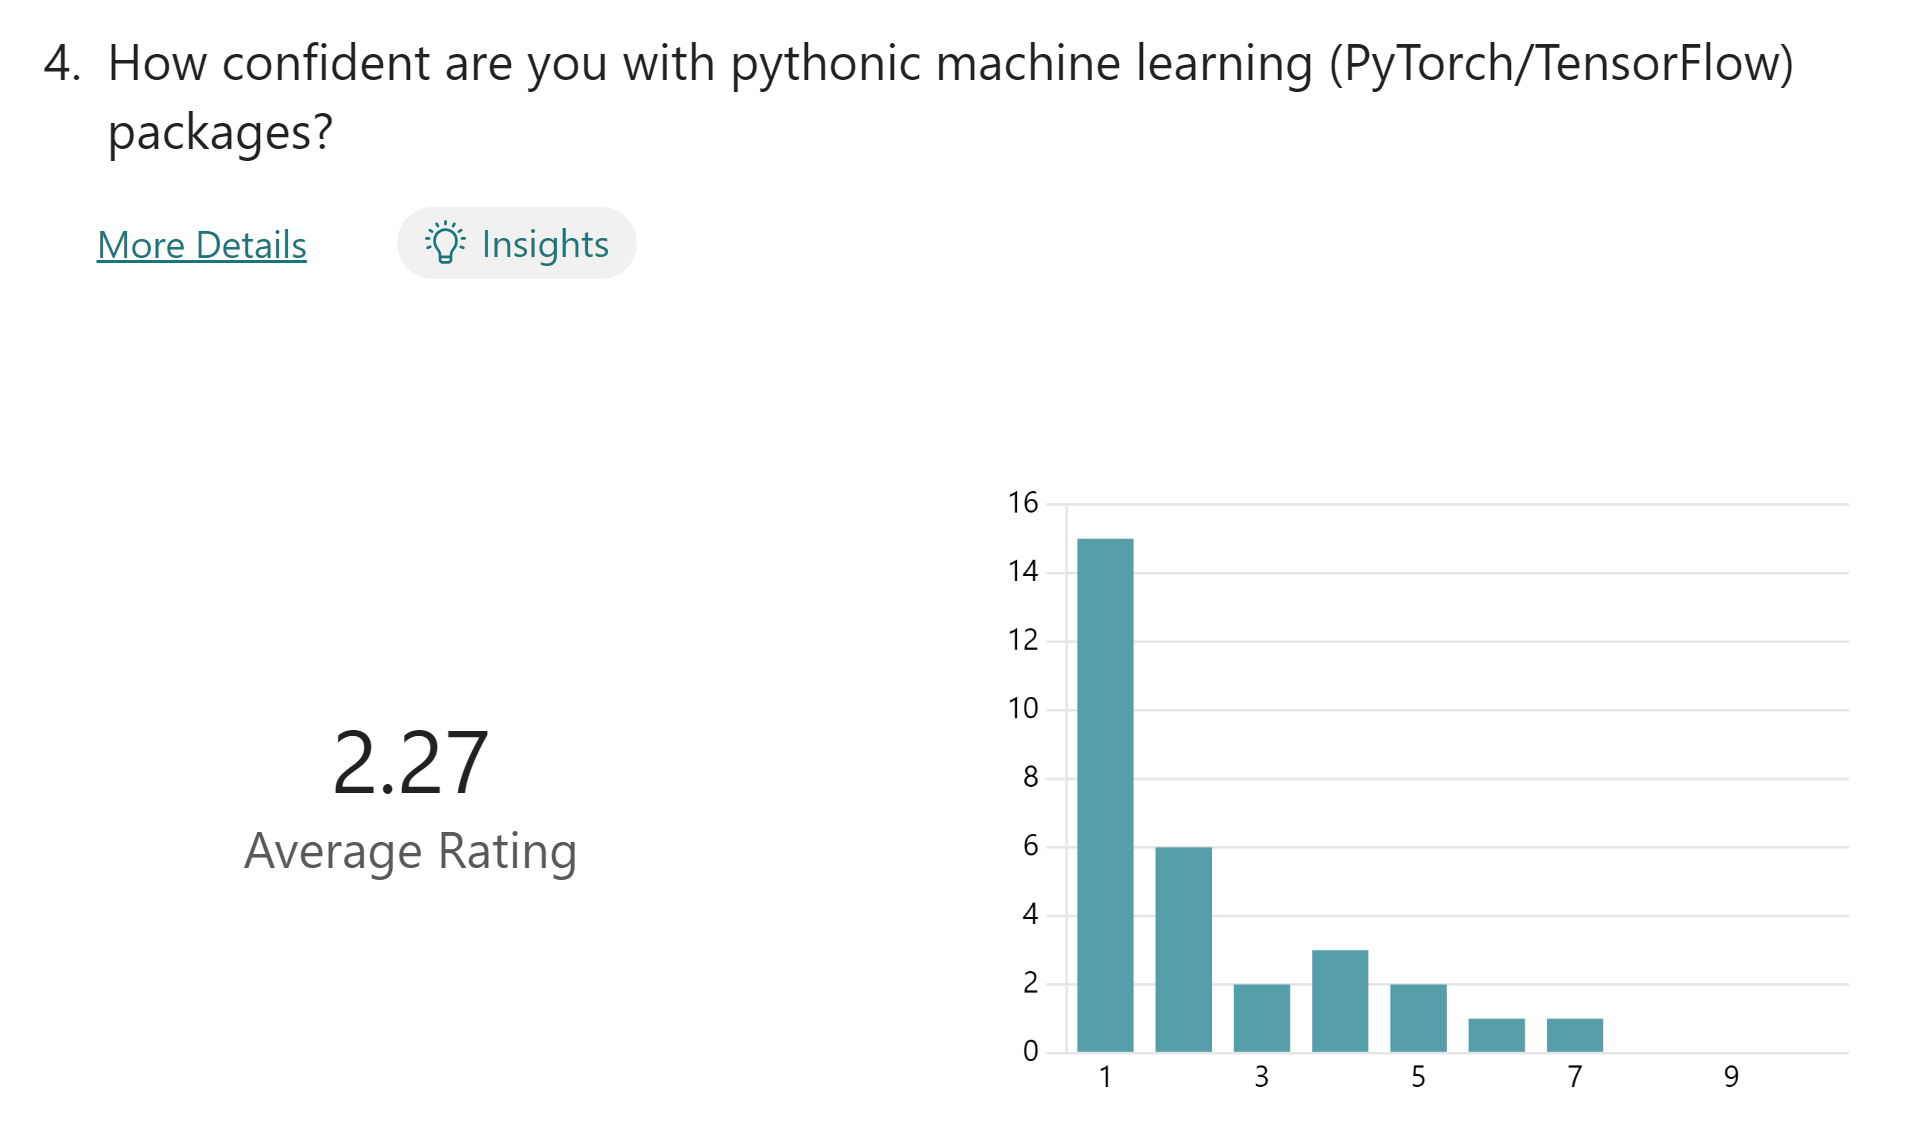 4. How confident are you with pythonic machine learning (PyTorch/TensorFlow)
packages?
More Details
Insights
2.27
Average Rating
16
14
12
10
8
6
4
2
0
1 3 5 7 9